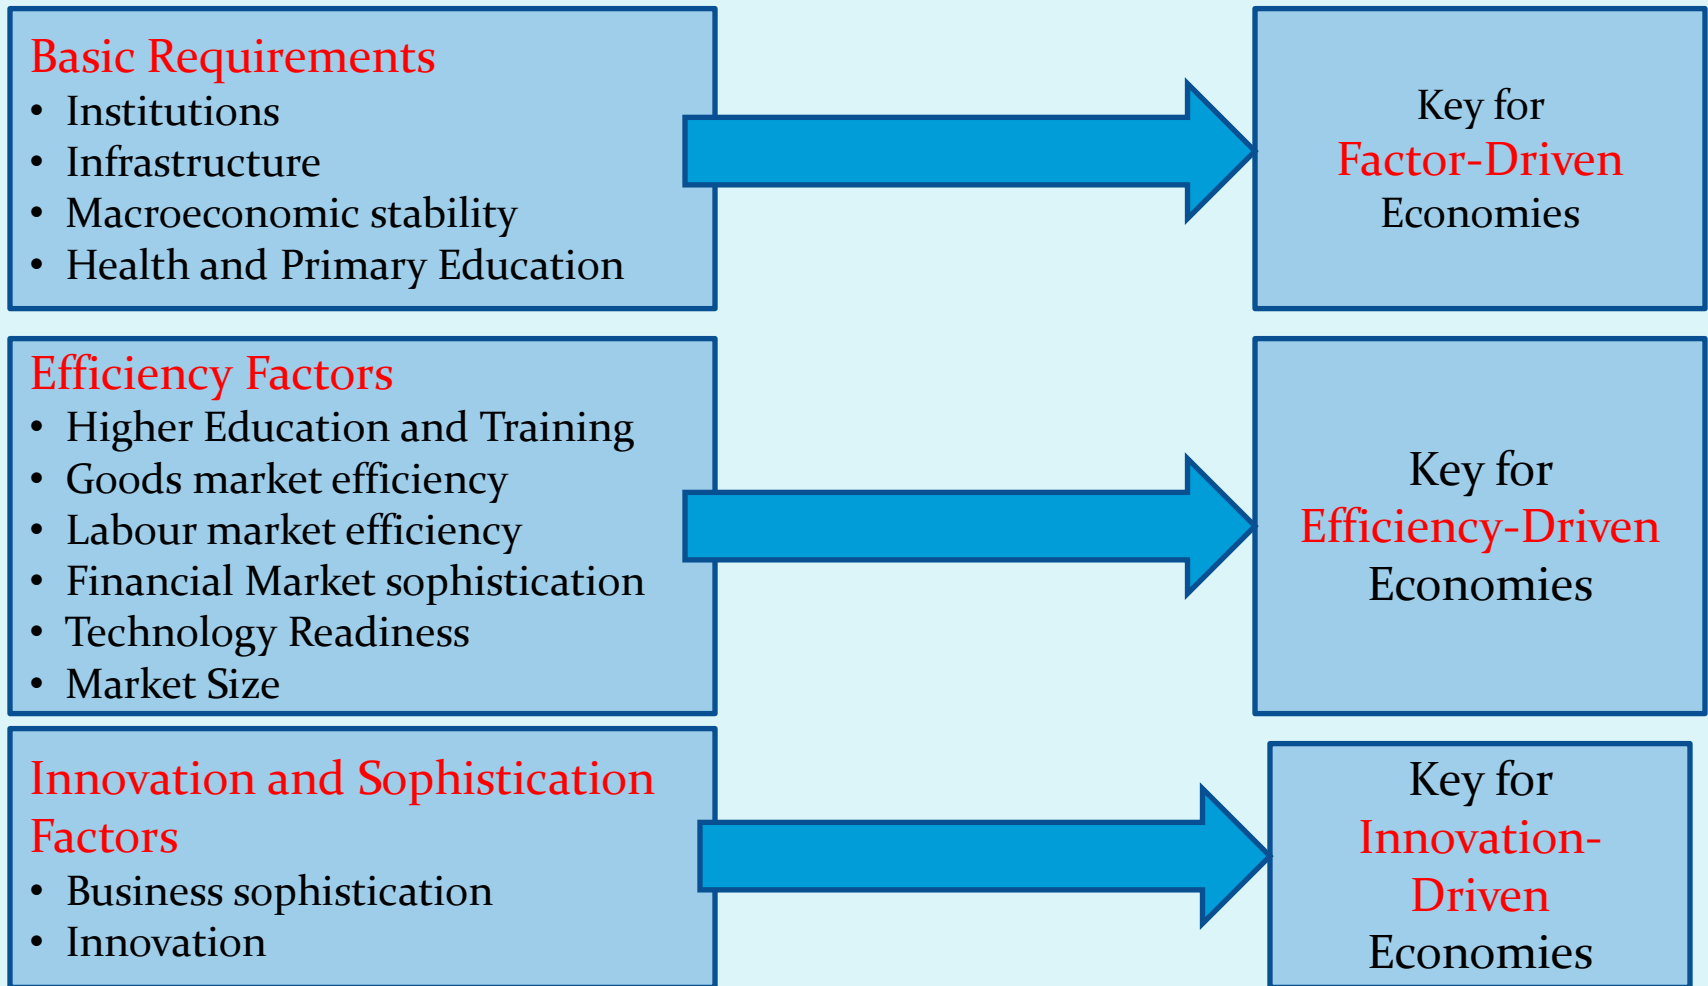 Basic Requirements
• Institutions
• Infrastructure
• Macroeconomic stability
• Health and Primary Education
Key for
Factor-Driven
Economies
Efficiency Factors
• Higher Education and Training
• Goods market efficiency
• Labour market efficiency
• Financial Market sophistication
• Technology Readiness
• Market Size
Key for
Efficiency-Driven
Economies
Innovation and Sophistication
Factors
• Business sophistication
• Innovation
Key for
Innovation-
Driven
Economies